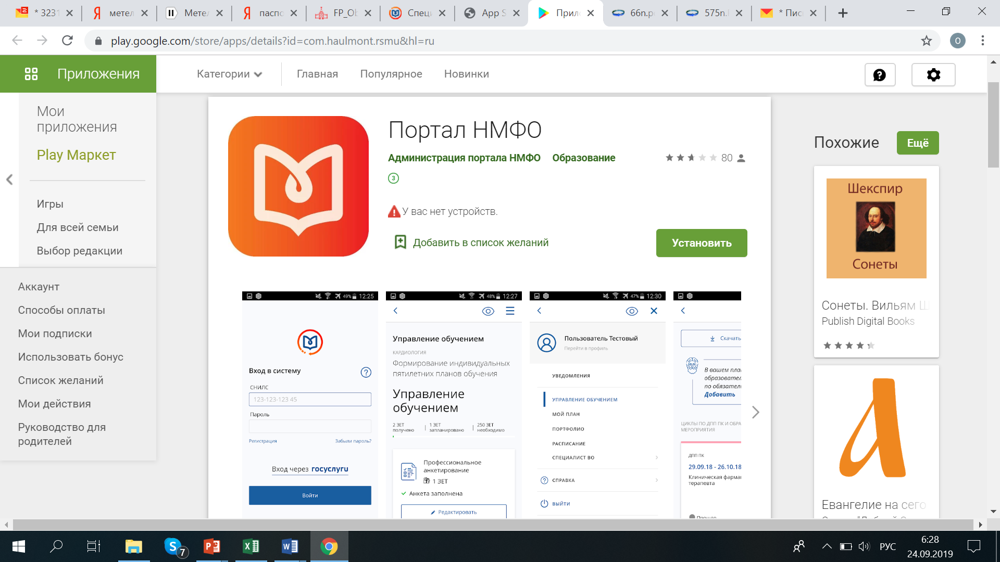 * 3231
метел
Метел
паспо
FP_Ob
Специ
App S
Прило
66n.po
575n.
* Пис
play.google.com/store/apps/details?id=com.haulmont.rsmu&hl=ru
O
Приложения
Категории
Главная
Популярное
Новинки
Мои
приложения
Play Маркет
Игры
Для всей семьи
Выбор редакции
Аккаунт
Способы оплаты
Мои подписки
Использовать бонус
Список желаний
Мои действия
Руководство для
родителей
Портал НМФО
Администрация портала НМФО Образование
80
3
У вас нет устройств.
Добавить в список желаний
Установить
49% 12:25
Вход в систему
СНИЛС
123-123-123 45
Пароль
Регистрация Забыли пароль?
Вход через госуслуги
Войти
48% 12:27
Управление обучением
КАРДИОЛОГИЯ
Формирование индивидуальных
пятилетних планов обучения
Управление
обучением
2 ЗЕТ
получено
1 ЗЕТ
запланировано
250 ЗЕТ
необходимо
Профессиональное
анкетирование
1 ЗЕТ
Анкета заполнена
Редактировать
47% 12:30
Пользователь Тестовый
Перейти в профиль
УВЕДОМЛЕНИЯ
УПРАВЛЕНИЕ ОБУЧЕНИЕМ
МОЙ ПЛАН
ПОРТФОЛИО
РАСПИСАНИЕ
СПЕЦИАЛИСТ ВО
СПРАВКА
ВЫЙТИ
Скачать
В вашем пла
образовател
по обязател
Добавить
ЦИКЛЫ ПО ДПП ПК И ОБРА
МЕРОПРИЯТИЯ
ДПП ПК
29.09.18 - 26.10.18
Клиническая фармак
терапевта
Прошло
Похожие
Ещё
Шекспир
Сонеты
Сонеты. Вильям Ш
Publish Digital Books
Евангелие на сего
7
РУС
6:28
24.09.2019